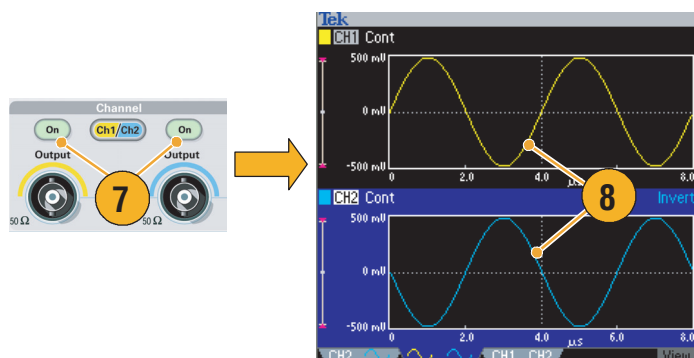 Channel
On
Ch1/Ch2
On
Output
Output
50 Ω
50 Ω
7
Tek
CH1 Cont
500 mV
0 mV
-500 mV
0
2.0
4.0
6.0
8.0
µs
8
CH2 Cont
Invert
500 mV
0 mV
-500 mV
0
2.0
4.0
6.0
8.0
µs
CH2
CH1 CH2
View